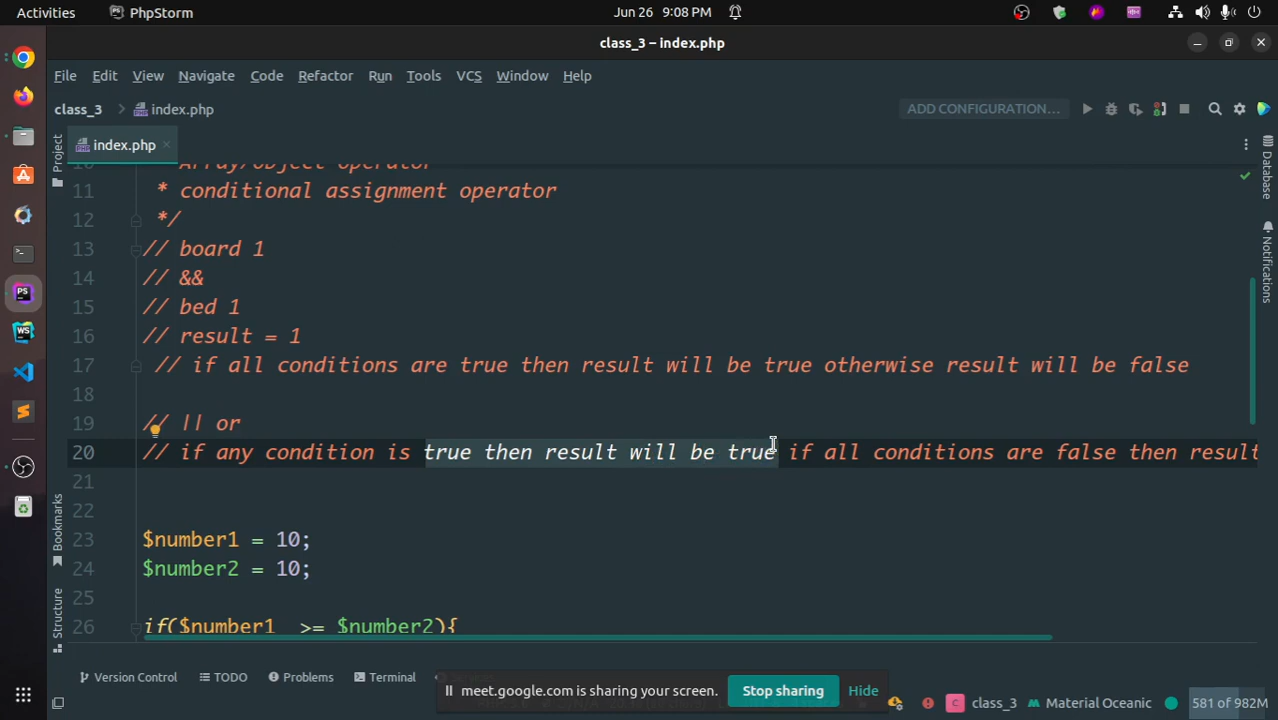 Activities PhpStorm Jun 26 9:08 PM
class_3 – index.php
File Edit View Navigate Code Refactor Run Tools VCS Window Help
class_3 index.php ADD CONFIGURATION...
Project index.php Database
10 * Array/object operator
11 * conditional assignment operator
12 */
13 // board 1
14 // &&
15 // bed 1
16 // result = 1
17 // if all conditions are true then result will be true otherwise result will be false
18
19 // || or
20 // if any condition is true then result will be true if all conditions are false then result
21
22
23 $number1 = 10;
24 $number2 = 10;
25
26 if($number1 >= $number2){
Notifications
Bookmarks
Structure
Version Control TODO Problems Terminal
meet.google.com is sharing your screen. Stop sharing Hide
class_3 Material Oceanic 581 of 982M